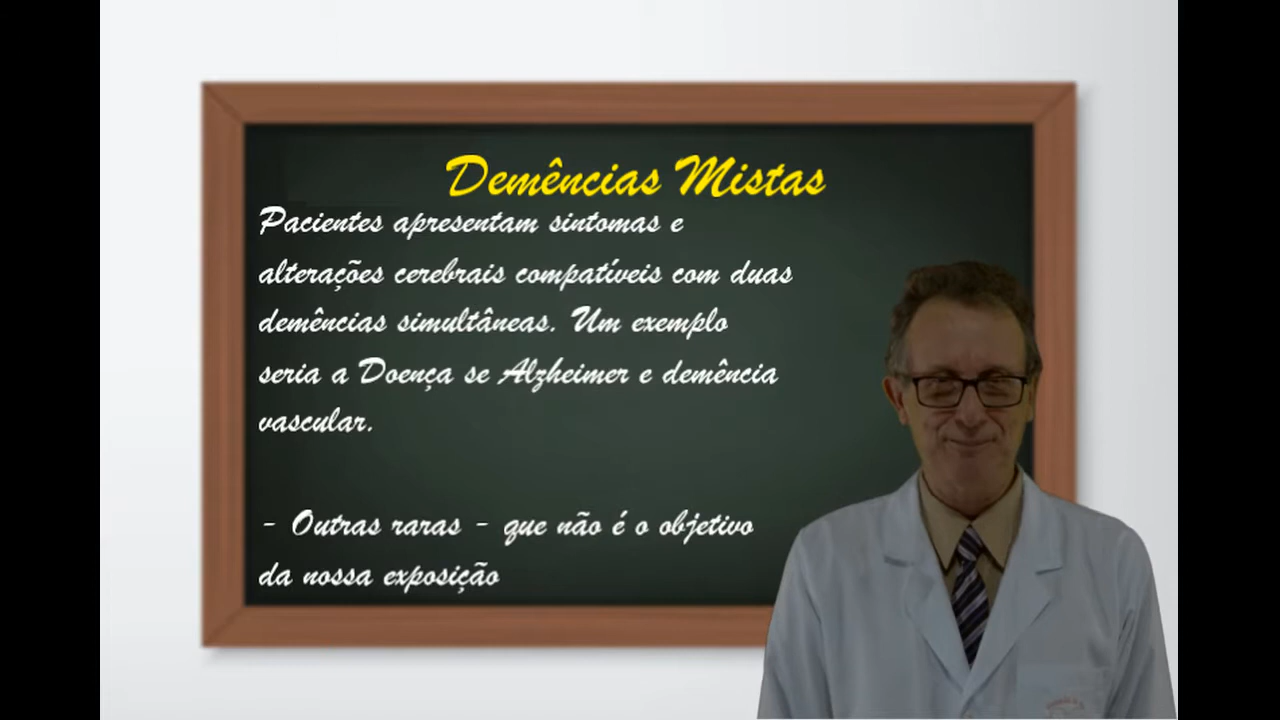 Demências Mistas
Pacientes apresentam sintomas e
alterações cerebrais compatíveis com duas
demências simultâneas. Um exemplo
seria a Doença se Alzheimer e demência
vascular.
- Outras raras - que não é o objetivo
da nossa exposição